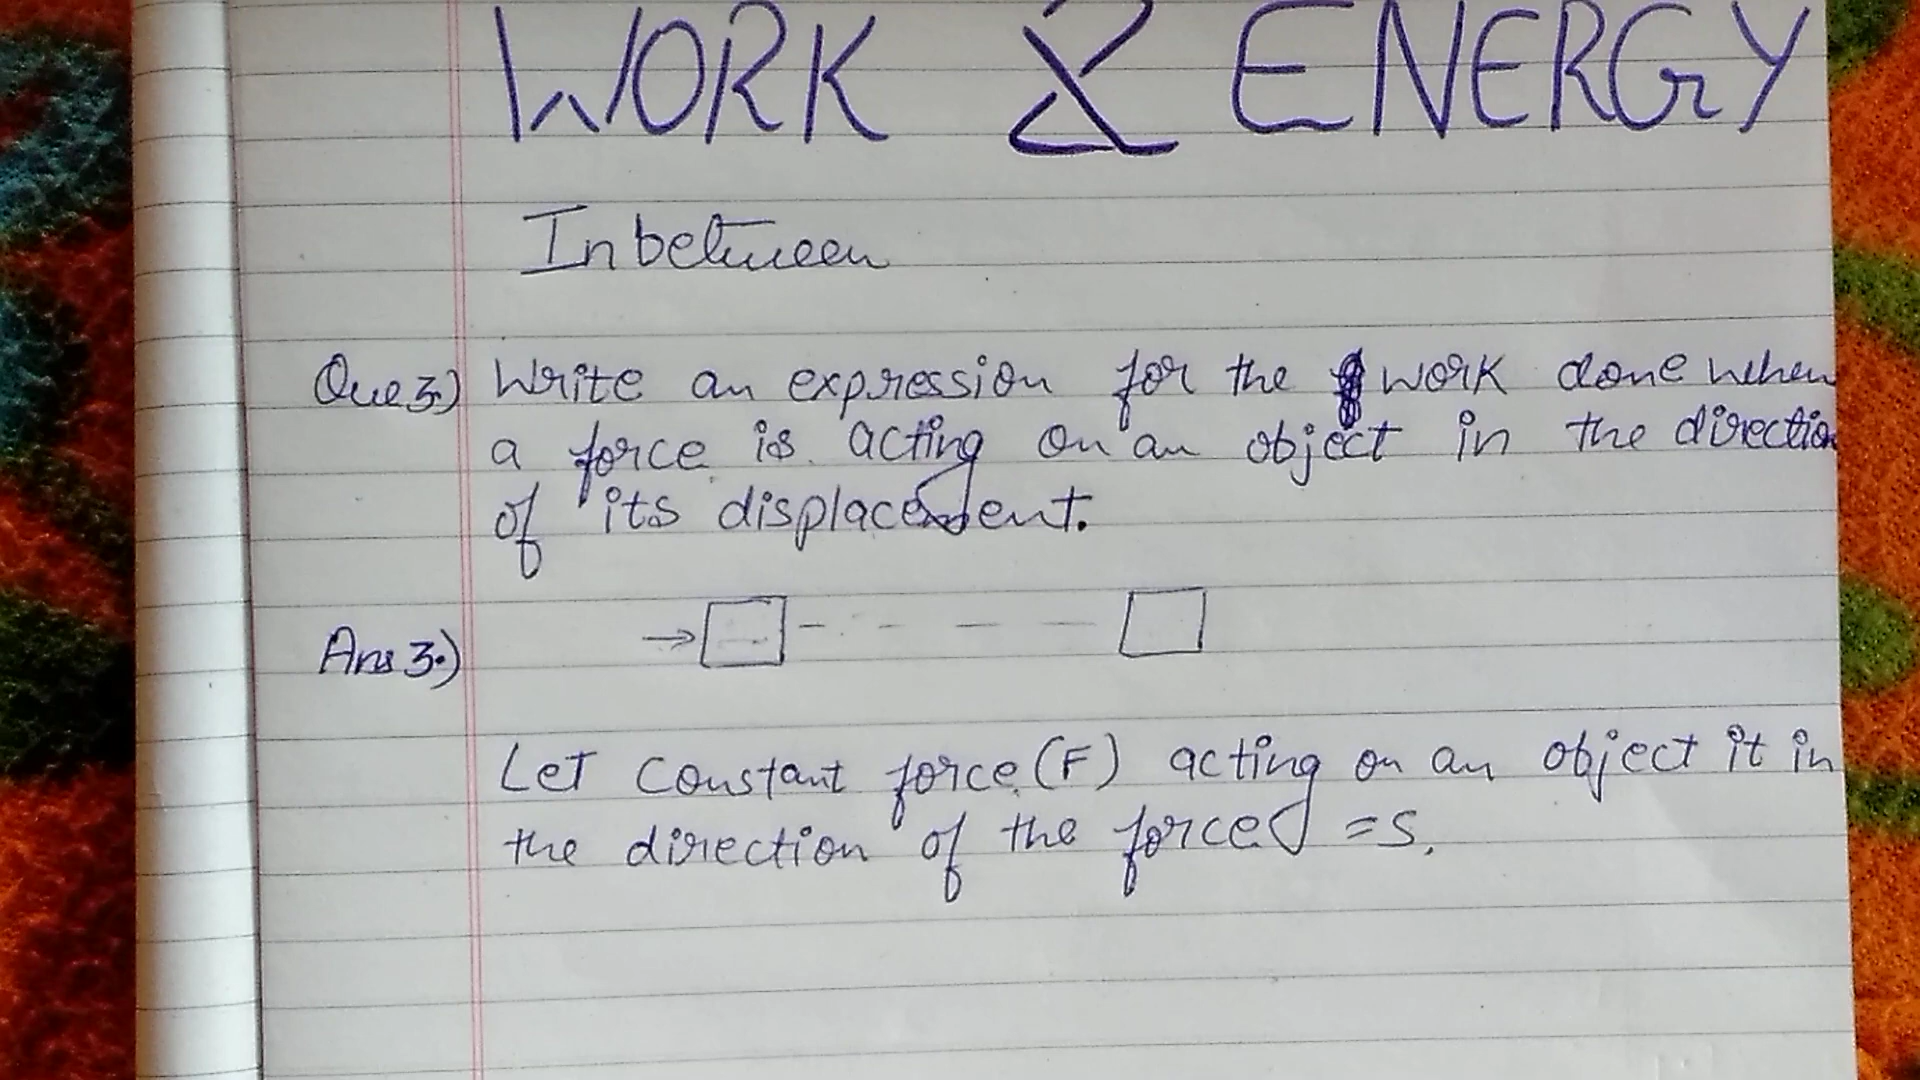 WORK & ENERGY
Inbetween
Que 3.) Write an expression for the work done when
a force is acting on an object in the direction
of its displacement.
Ans 3.)
Let Constant force (F) acting on an object it in
the direction of the force = S.